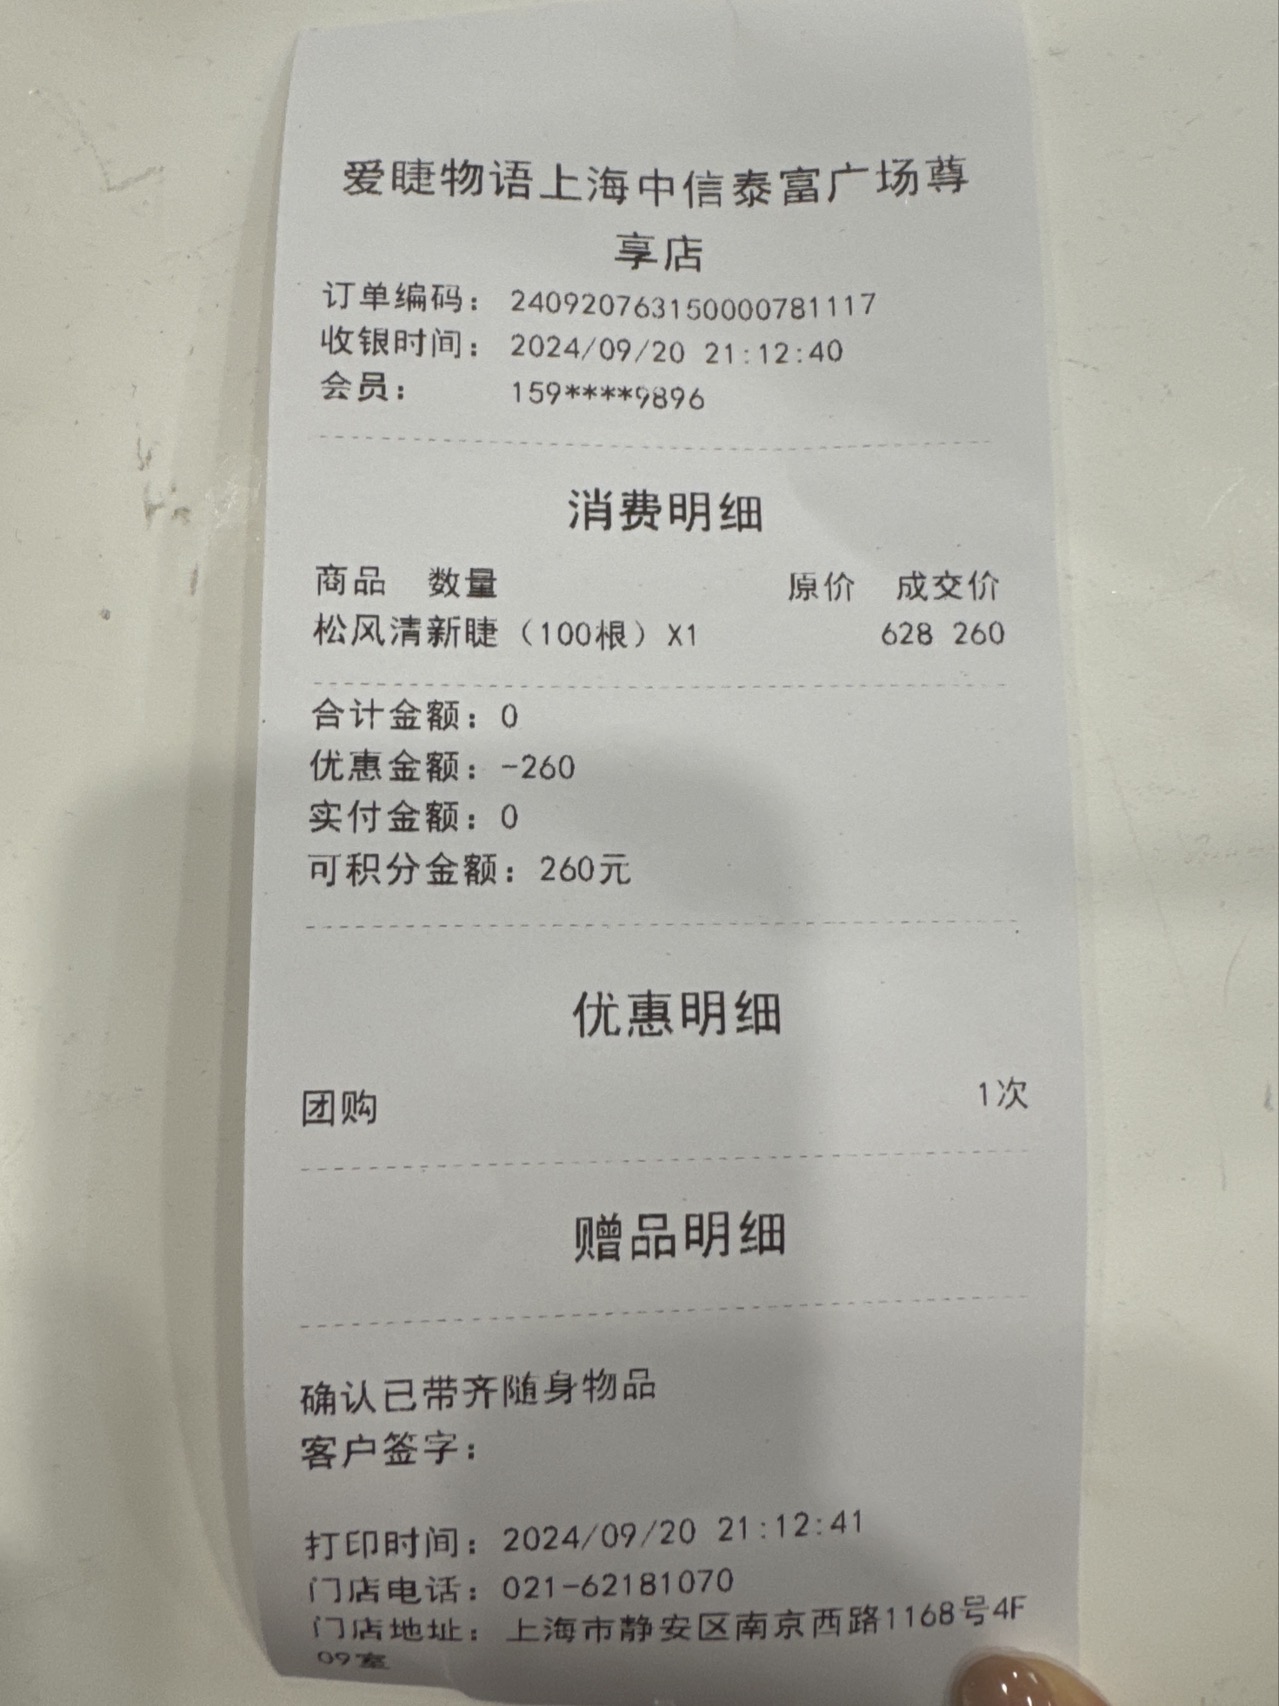 爱睫物语上海中信泰富广场尊
享店
订单编码： 240920763150000781117
收银时间： 2024/09/20 21:12:40
会员： 159****9896
消费明细
商品 数量 原价 成交价
松风清新睫（100根）X1 628 260
合计金额：0
优惠金额：-260
实付金额：0
可积分金额：260元
优惠明细
团购 1次
赠品明细
确认已带齐随身物品
客户签字：
打印时间：2024/09/20 21:12:41
门店电话：021-62181070
门店地址：上海市静安区南京西路1168号4F
09室